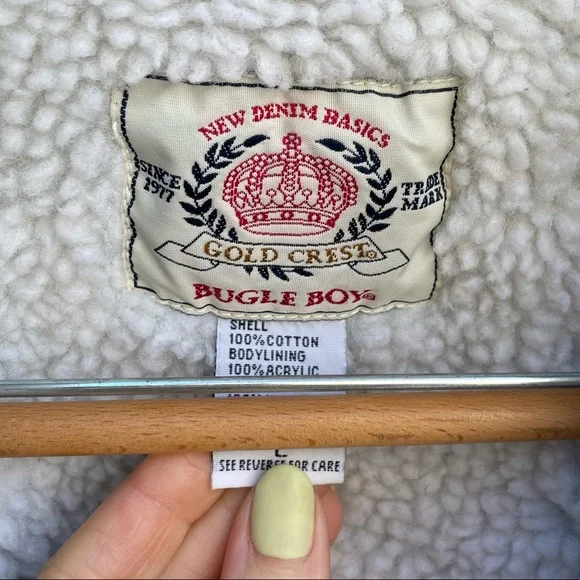 NEW DENIM BASICS
SINCE
1977
TRADE
MARK
GOLD CREST®
BUGLE BOY®
SHELL
100%COTTON
BODYLINING
100%ACRYLIC
L
SEE REVERSE FOR CARE